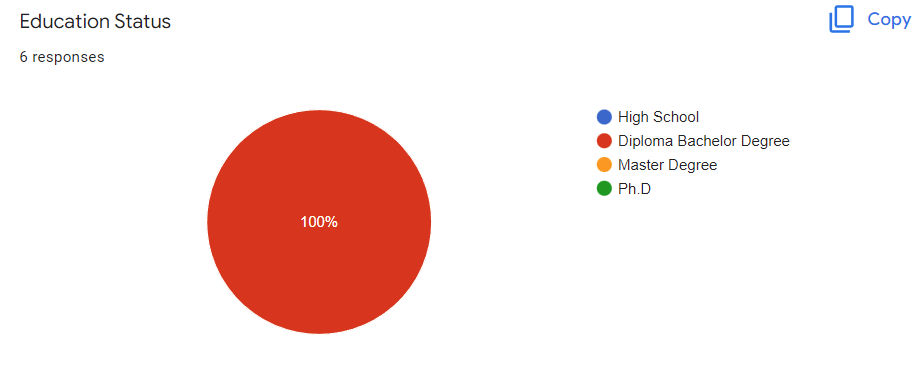 Education Status
Copy
6 responses
High School
Diploma Bachelor Degree
Master Degree
Ph.D
100%